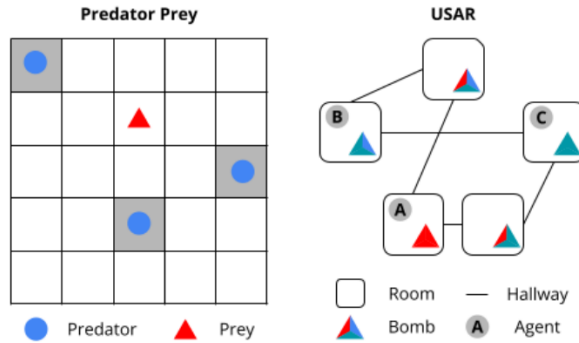 Predator Prey
USAR
B
C
A
Room
Hallway
Predator
Prey
Bomb
A
Agent